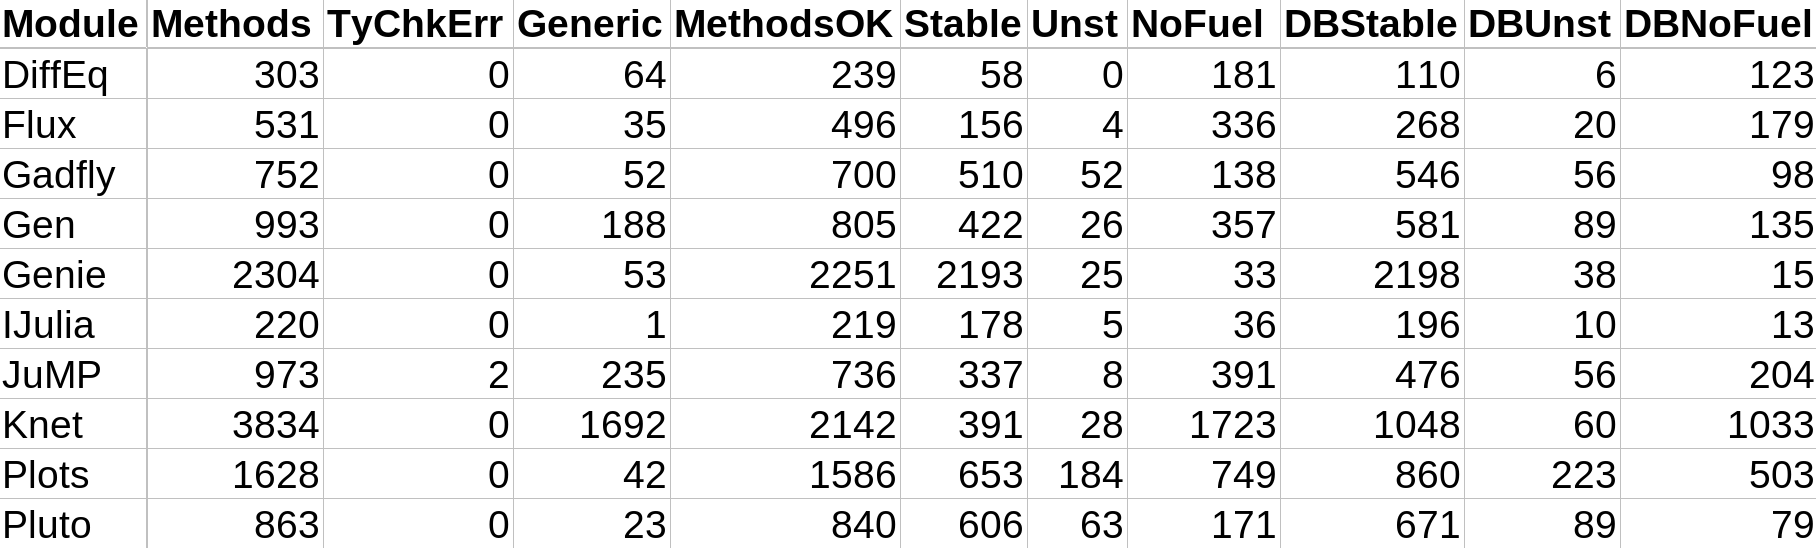 Module Methods TyChkErr Generic MethodsOK Stable Unst NoFuel DBStable DBUnst DBNoFuel
DiffEq 303 0 64 239 58 0 181 110 6 123
Flux 531 0 35 496 156 4 336 268 20 179
Gadfly 752 0 52 700 510 52 138 546 56 98
Gen 993 0 188 805 422 26 357 581 89 135
Genie 2304 0 53 2251 2193 25 33 2198 38 15
IJulia 220 0 1 219 178 5 36 196 10 13
JuMP 973 2 235 736 337 8 391 476 56 204
Knet 3834 0 1692 2142 391 28 1723 1048 60 1033
Plots 1628 0 42 1586 653 184 749 860 223 503
Pluto 863 0 23 840 606 63 171 671 89 79